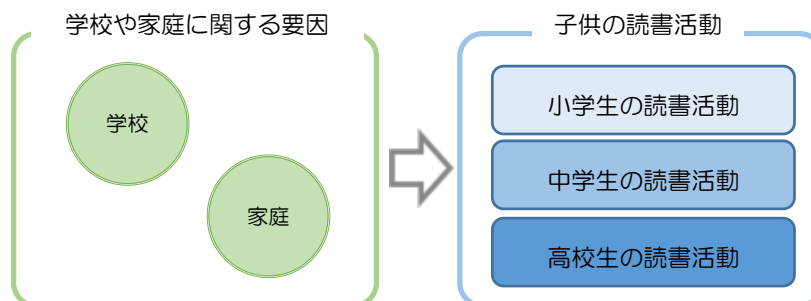 学校や家庭に関する要因
学校
家庭
子供の読書活動
小学生の読書活動
中学生の読書活動
高校生の読書活動